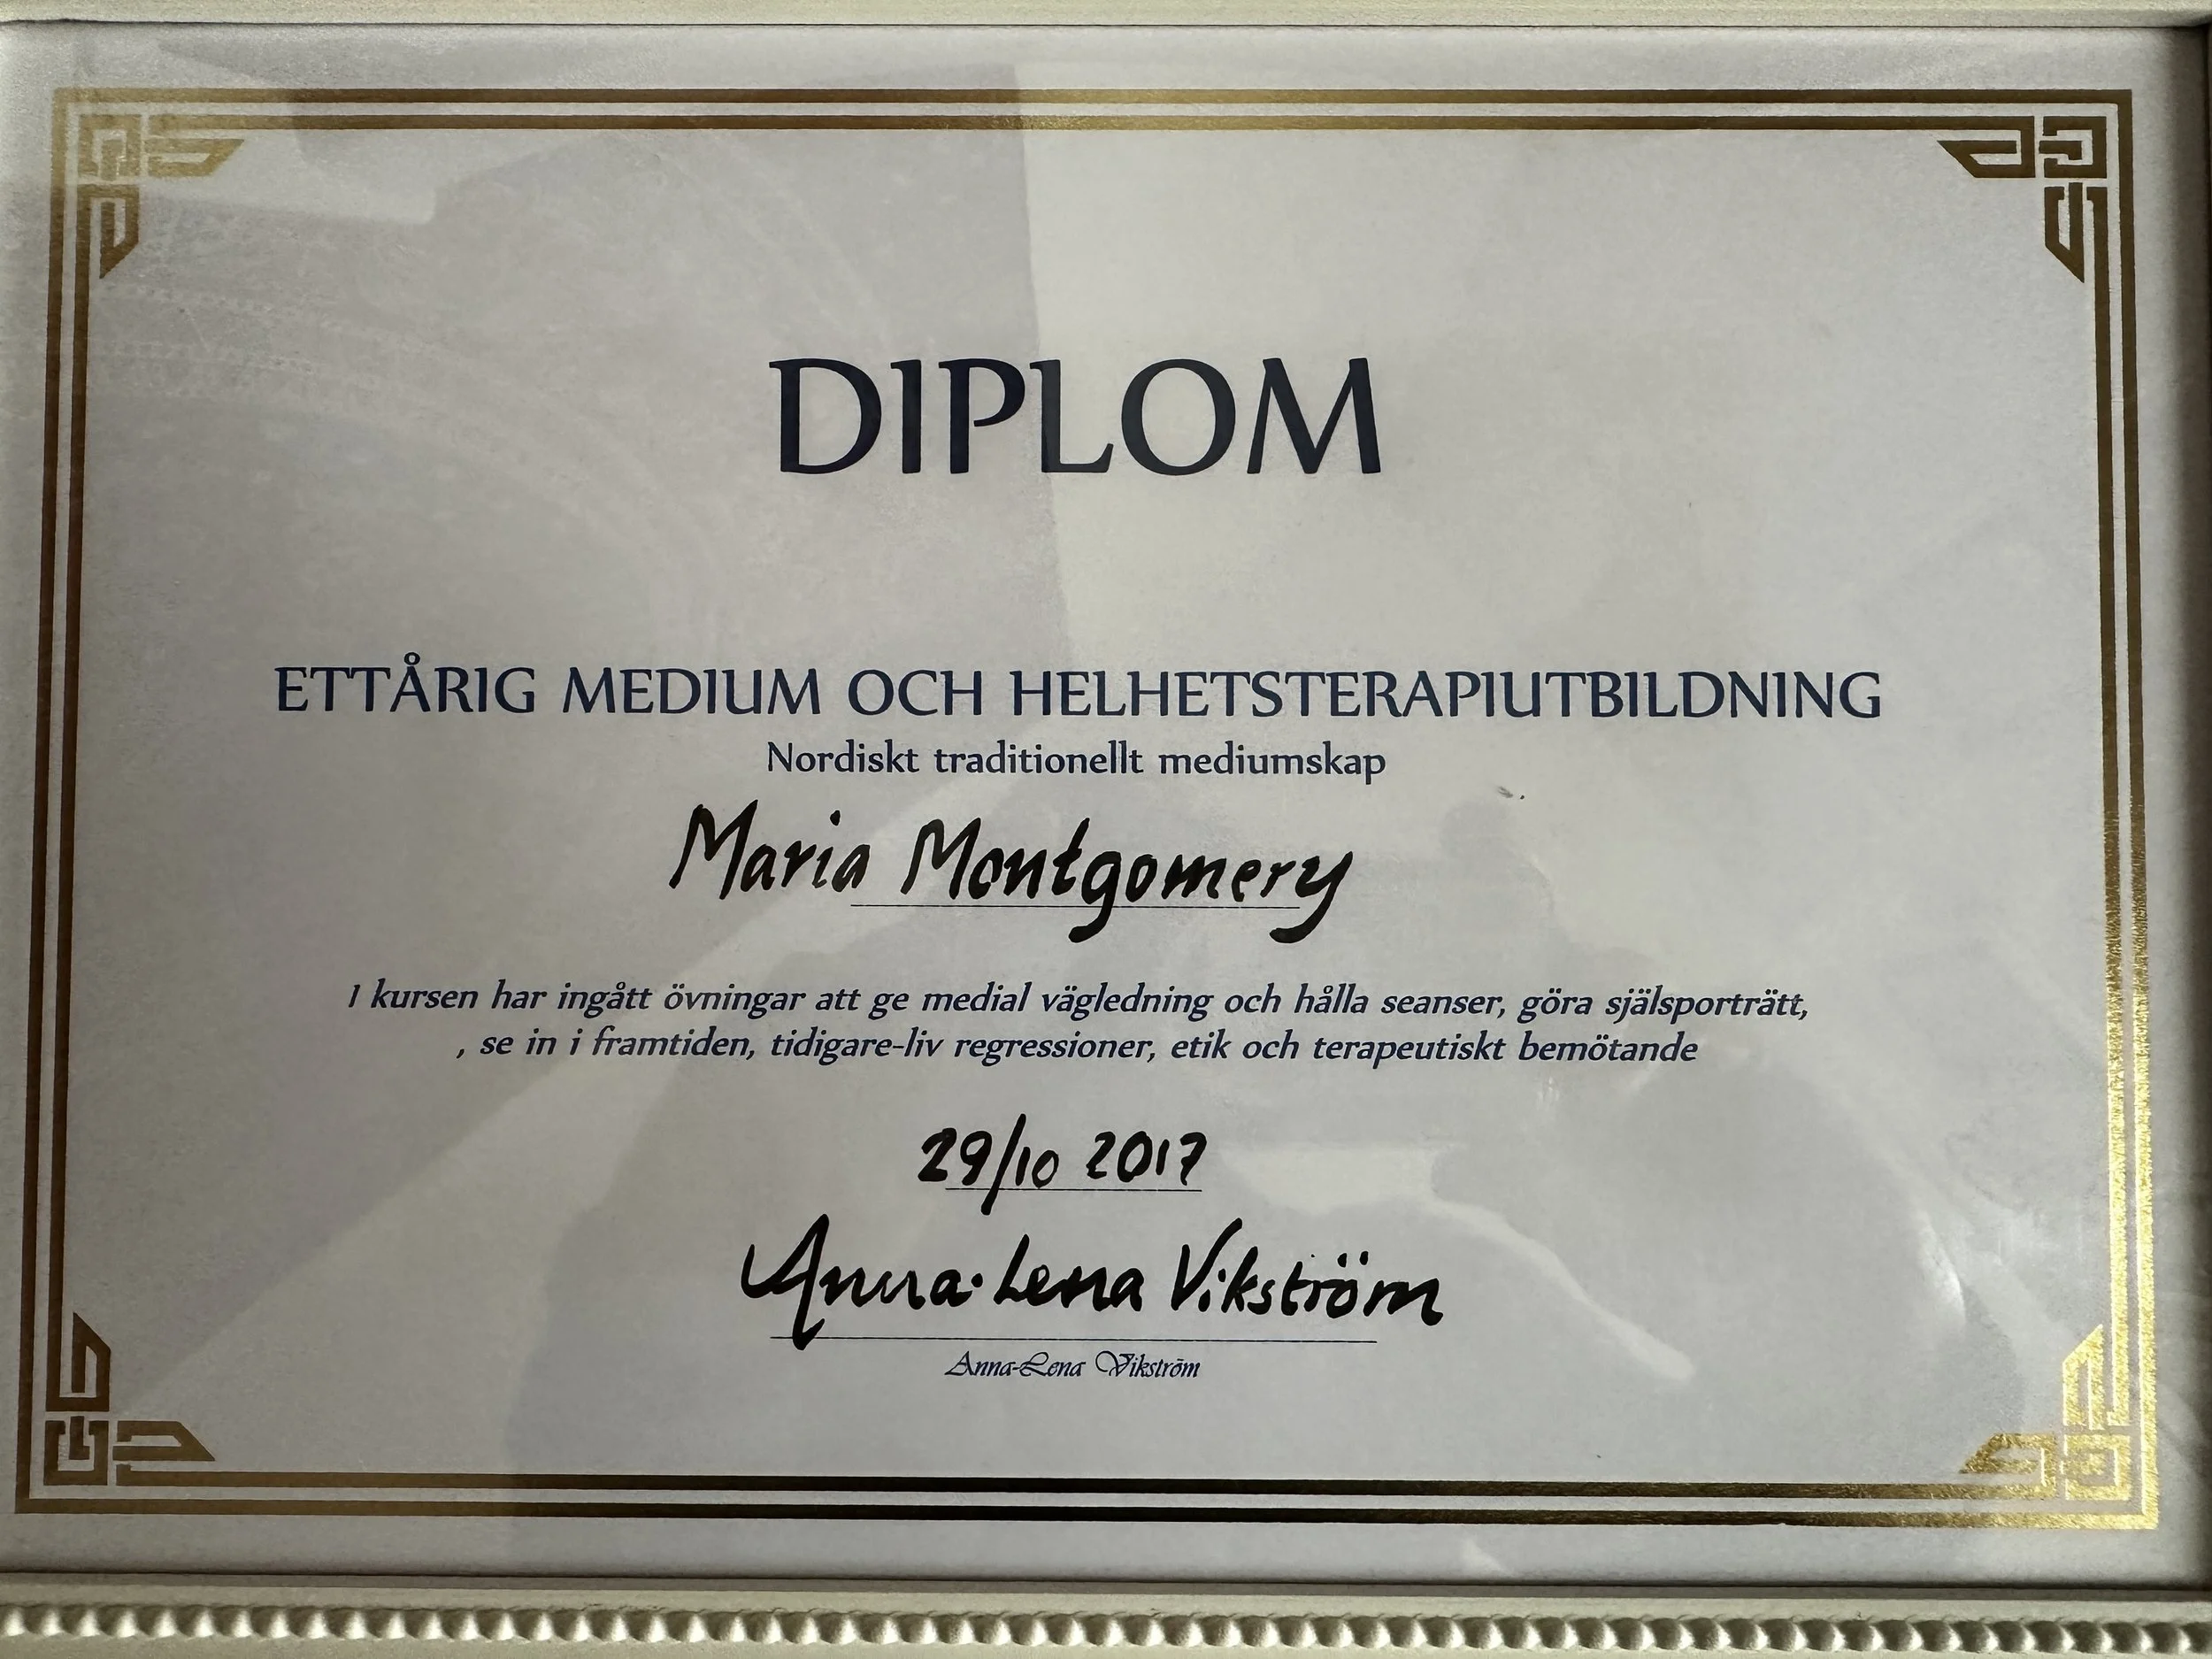 DIPLOM
ETTÅRIG MEDIUM OCH HELHETSTERAPIUTBILDNING
Nordiskt traditionellt mediumskap
Maria Montgomery
I kursen har ingått övningar att ge medial vägledning och hålla seanser, göra själsporträtt,
, se in i framtiden, tidigare-liv regressioner, etik och terapeutiskt bemötande
29/10 2017
Anna-Lena Vikström
Anna-Lena Vikström